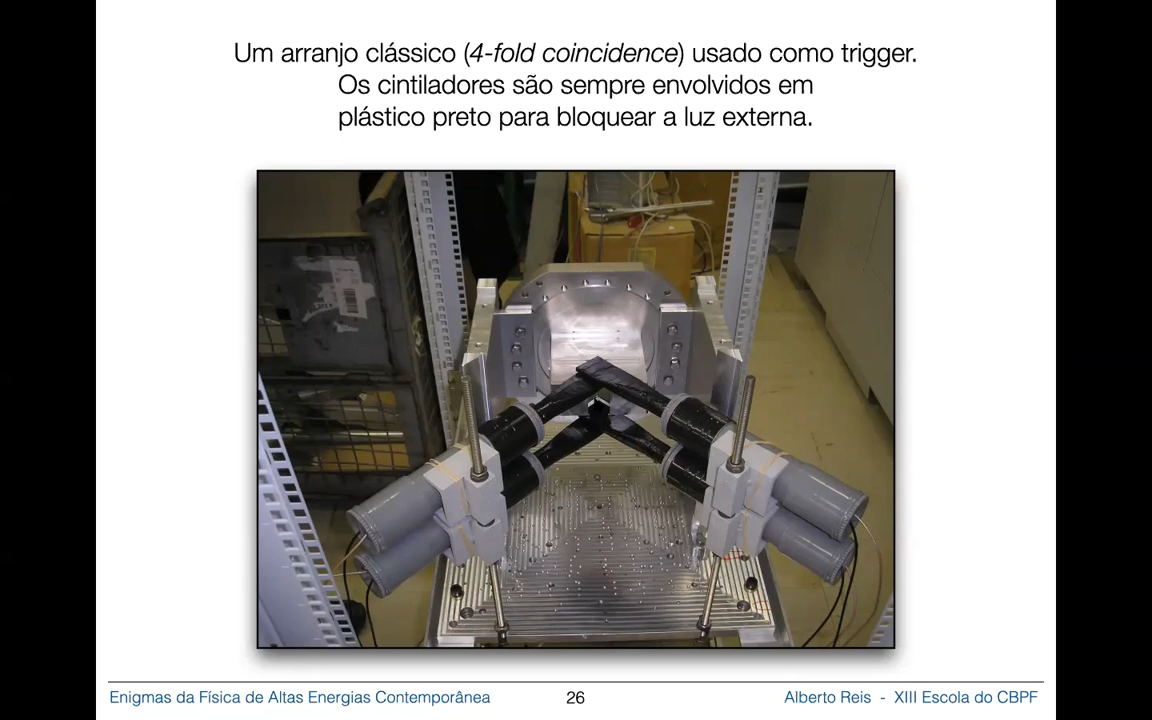 Um arranjo clássico (4-fold coincidence) usado como trigger.
Os cintiladores são sempre envolvidos em
plástico preto para bloquear a luz externa.
Enigmas da Física de Altas Energias Contemporânea
26
Alberto Reis - XIII Escola do CBPF